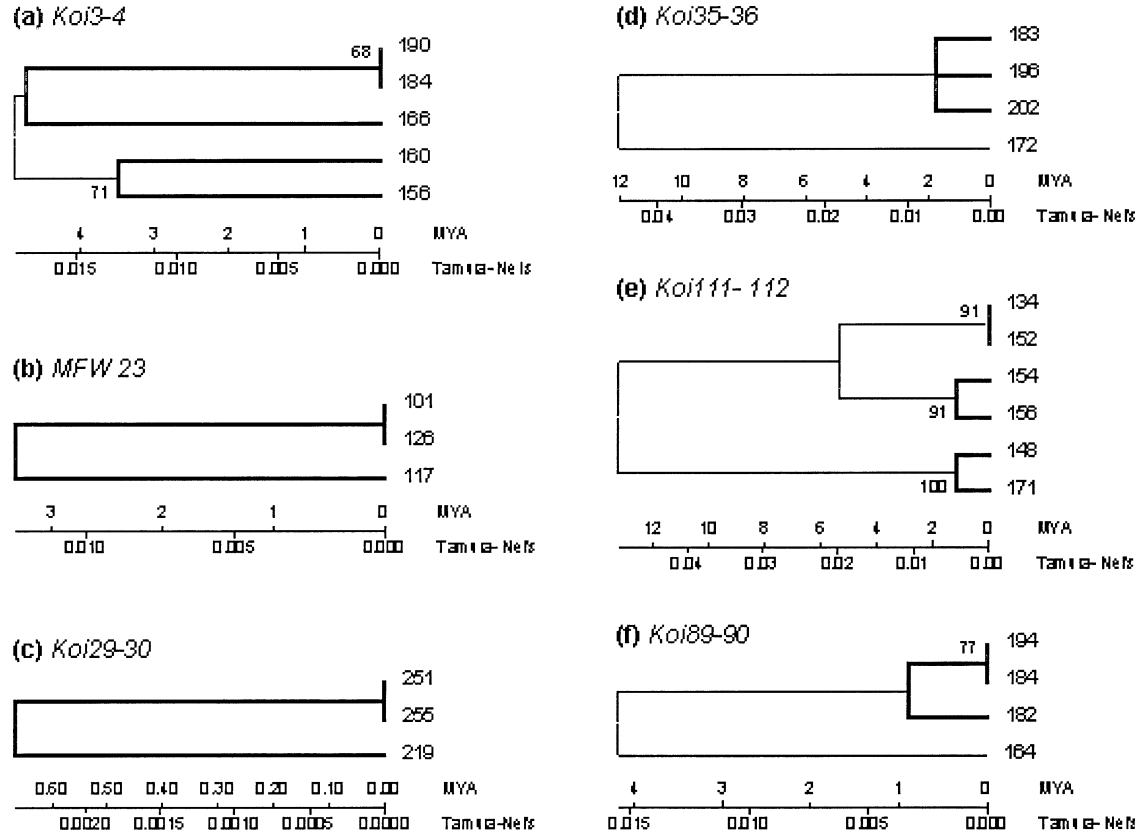 (a) Koi3-4
68
190
184
166
160
71
156
4 3 2 1 0 MYA
0.015 0.010 0.005 0.000 Tamura-Nei's
(b) MFW 23
101
126
117
3 2 1 0 MYA
0.010 0.005 0.000 Tamura-Nei's
(c) Koi29-30
251
255
219
0.60 0.50 0.40 0.30 0.20 0.10 0.00 MYA
0.0020 0.0015 0.0010 0.0005 0.0000 Tamura-Nei's
(d) Koi35-36
183
196
202
172
12 10 8 6 4 2 0 MYA
0.04 0.03 0.02 0.01 0.00 Tamura-Nei's
(e) Koi111-112
91
134
152
154
91
156
148
100
171
12 10 8 6 4 2 0 MYA
0.04 0.03 0.02 0.01 0.00 Tamura-Nei's
(f) Koi89-90
77
194
184
182
164
4 3 2 1 0 MYA
0.015 0.010 0.005 0.000 Tamura-Nei's